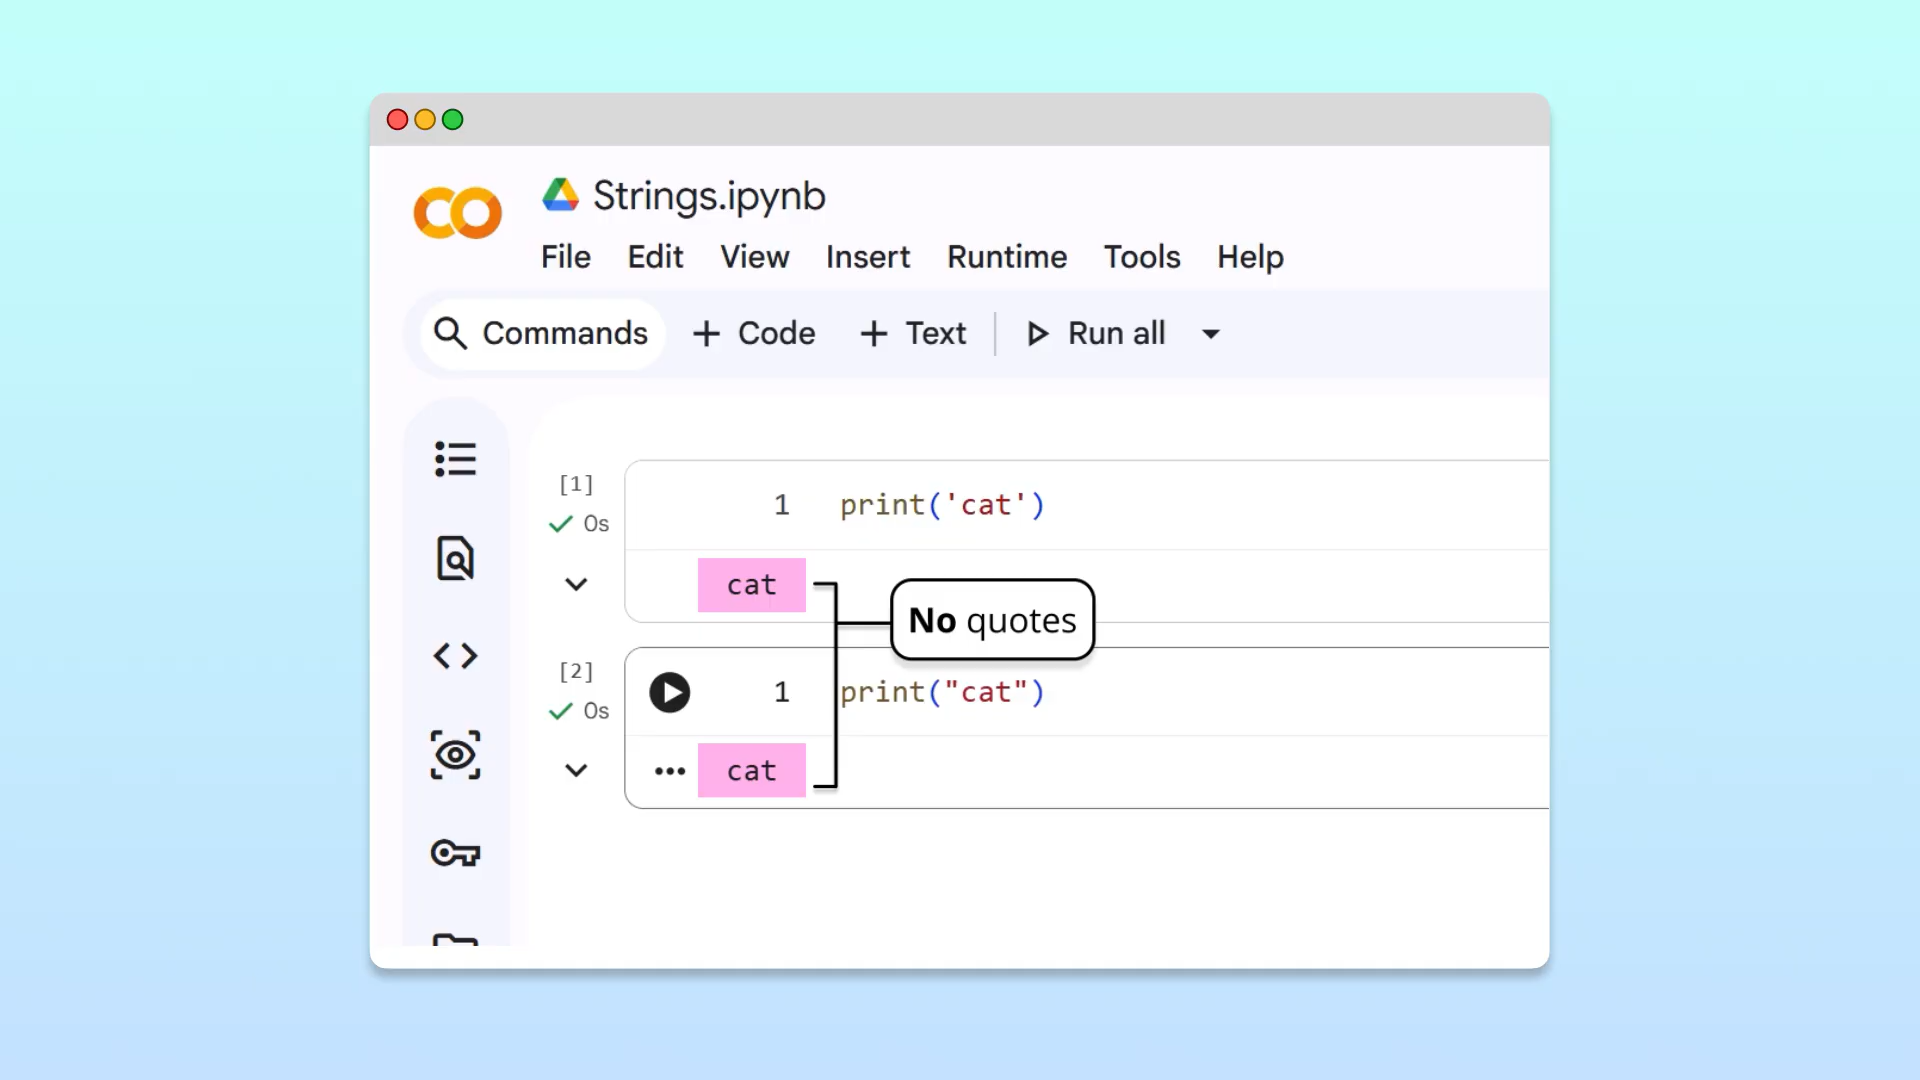 Strings.ipynb
File Edit View Insert Runtime Tools Help
Commands + Code + Text Run all
[1]
1 print('cat')
0s
cat
No quotes
[2]
1 print("cat")
0s
cat